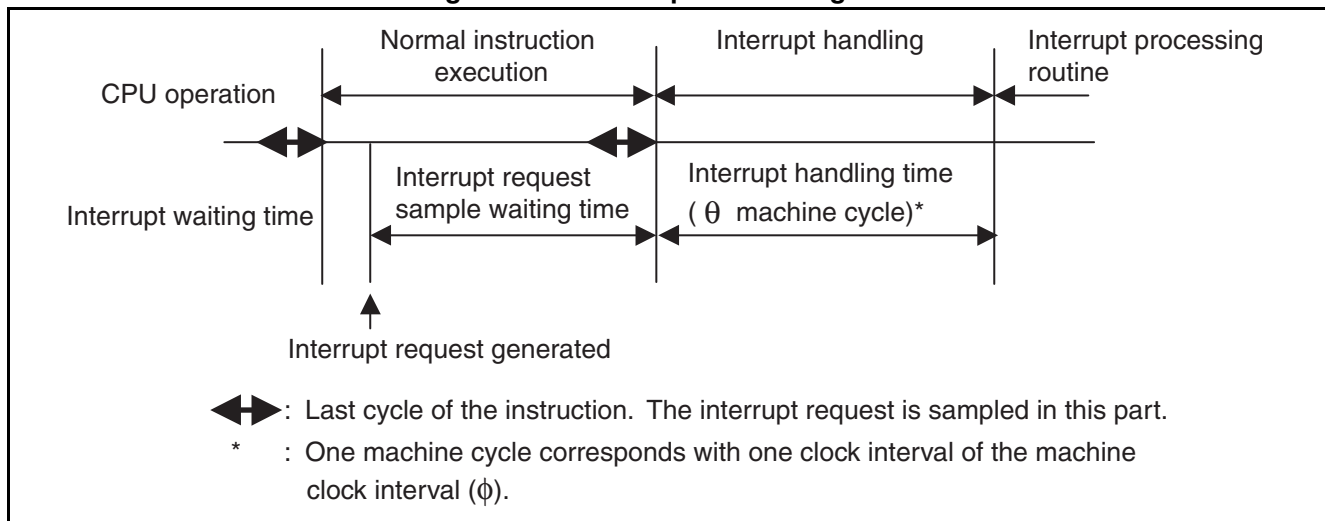 Normal instruction
execution
Interrupt handling
Interrupt processing
routine
CPU operation
Interrupt request
sample waiting time
Interrupt handling time
( θ machine cycle)*
Interrupt waiting time
Interrupt request generated
: Last cycle of the instruction. The interrupt request is sampled in this part.
* : One machine cycle corresponds with one clock interval of the machine
clock interval (ϕ).